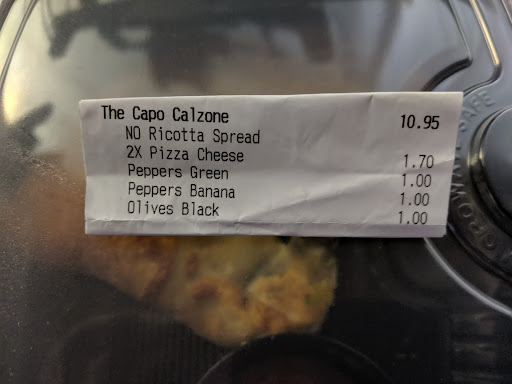 The Capo Calzone 10.95
NO Ricotta Spread
2X Pizza Cheese 1.70
Peppers Green 1.00
Peppers Banana 1.00
Olives Black 1.00